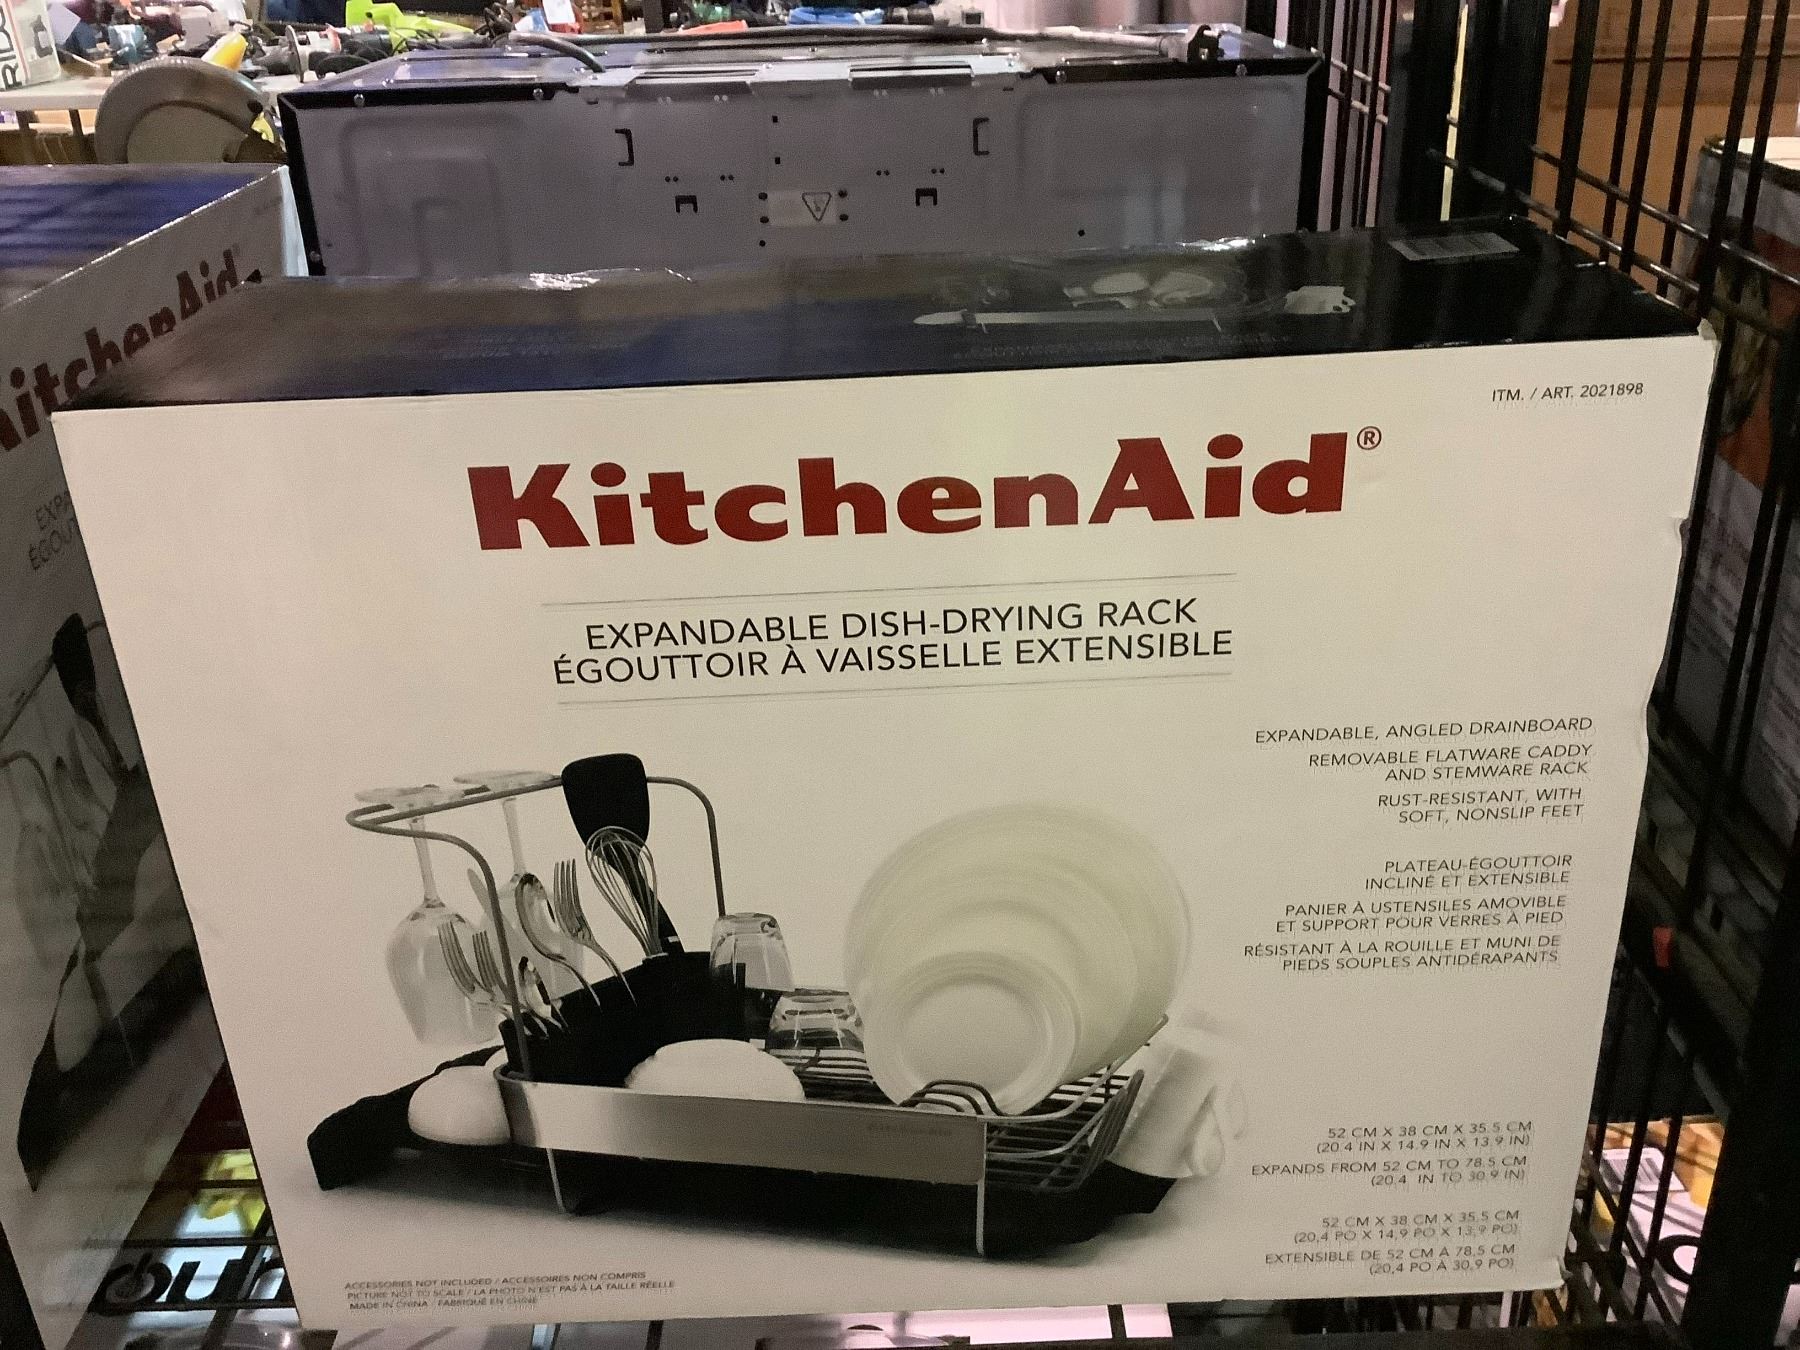 ITM. / ART. 2021898
KitchenAid®
EXPANDABLE DISH-DRYING RACK
ÉGOUTTOIR À VAISSELLE EXTENSIBLE
EXPANDABLE, ANGLED DRAINBOARD
REMOVABLE FLATWARE CADDY
AND STEMWARE RACK
RUST-RESISTANT, WITH
SOFT, NONSLIP FEET
PLATEAU-ÉGOUTTOIR
INCLINÉ ET EXTENSIBLE
PANIER À USTENSILES AMOVIBLE
ET SUPPORT POUR VERRES À PIED
RÉSISTANT À LA ROUILLE ET MUNI DE
PIEDS SOUPLES ANTIDÉRAPANTS
52 CM X 38 CM X 35.5 CM
(20.4 IN X 14.9 IN X 13.9 IN)
EXPANDS FROM 52 CM TO 78.5 CM
(20.4 IN TO 30.9 IN)
52 CM X 38 CM X 35,5 CM
(20,4 PO X 14,9 PO X 13,9 PO)
EXTENSIBLE DE 52 CM À 78,5 CM
(20,4 PO À 30,9 PO)
ACCESSORIES NOT INCLUDED / ACCESSOIRES NON COMPRIS
PICTURE NOT TO SCALE / LA PHOTO N'EST PAS À LA TAILLE RÉELLE
MADE IN CHINA / FABRIQUÉ EN CHINE
KitchenAid
itchenAid
EXPA
ÉGOU